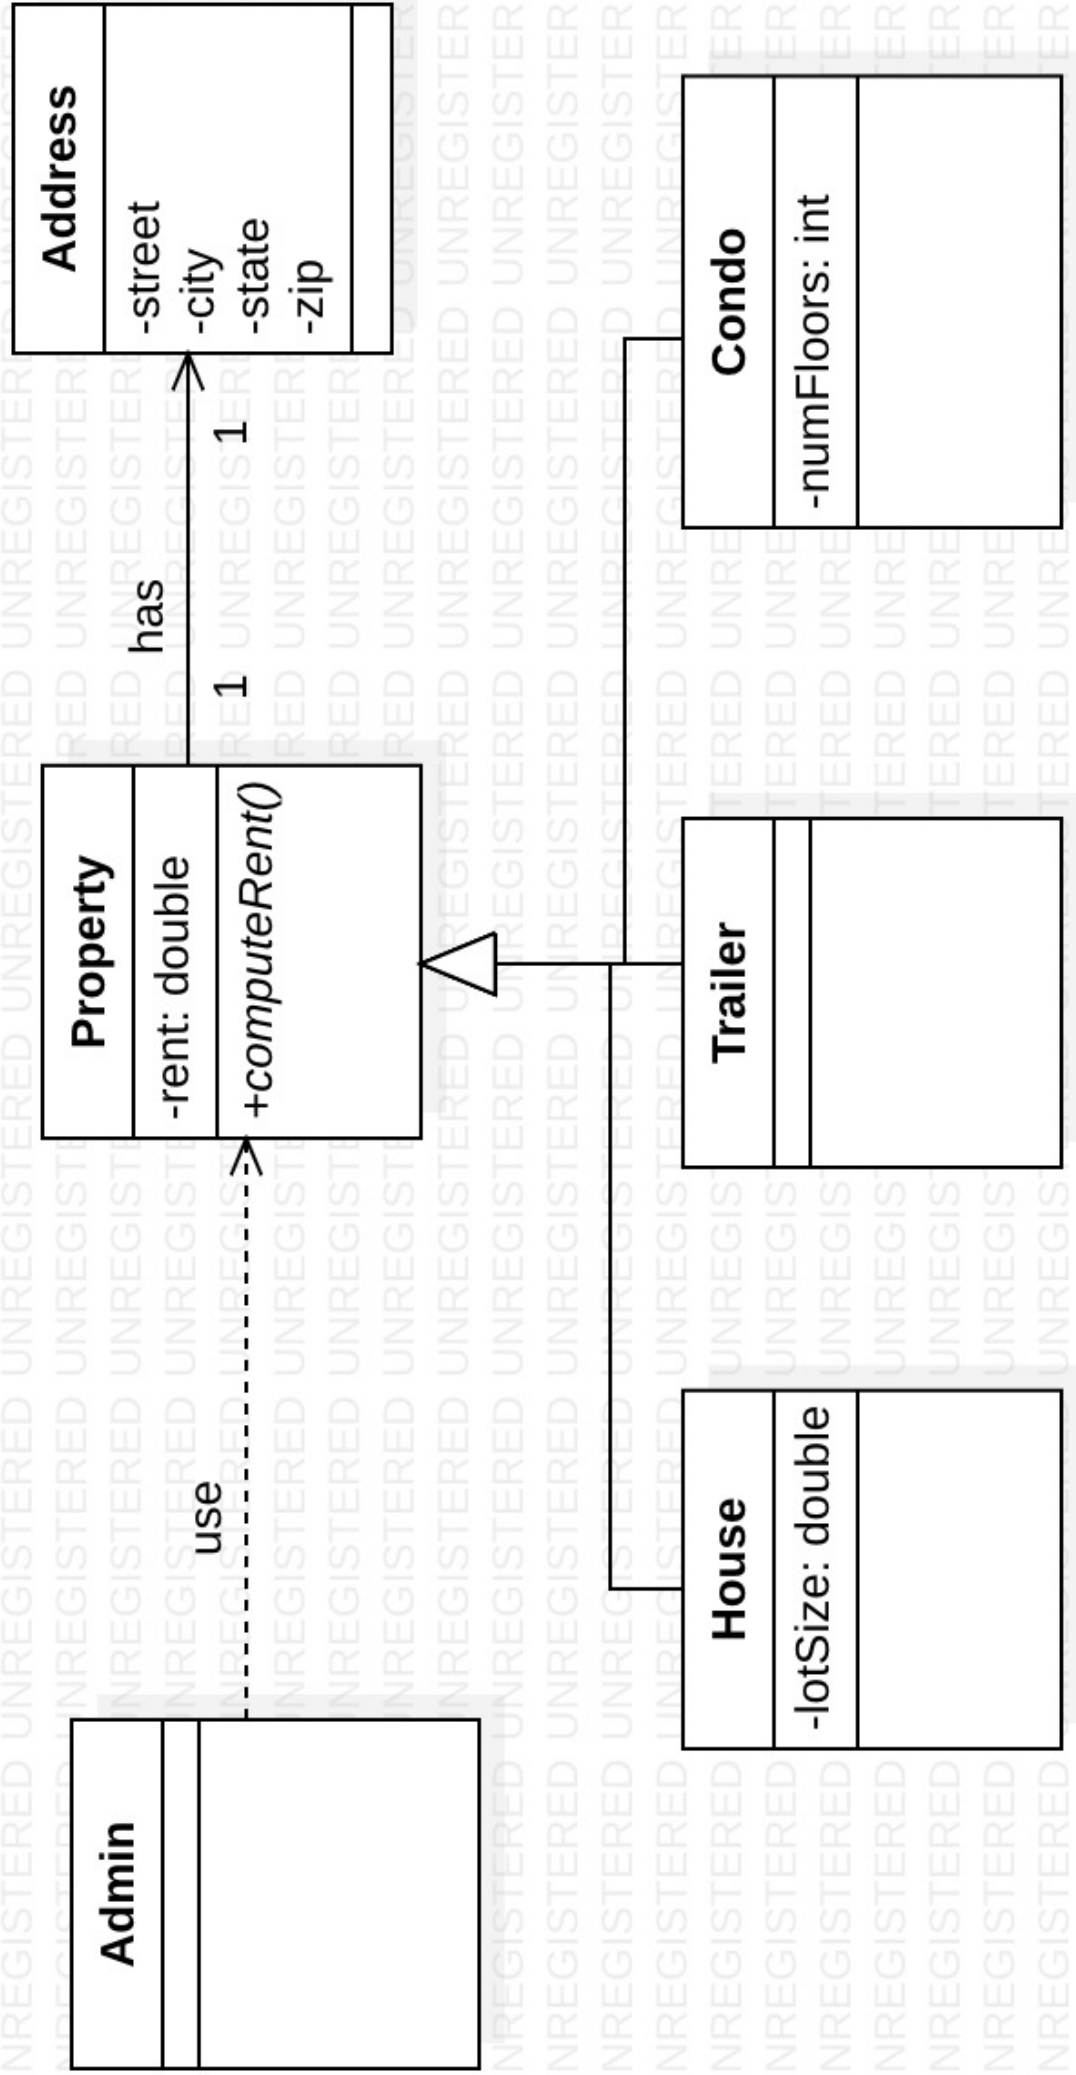 Admin
use
Property
-rent: double
+computeRent()
has
1
1
Address
-street
-city
-state
-zip
House
-lotSize: double
Trailer
Condo
-numFloors: int
UNREGISTERED